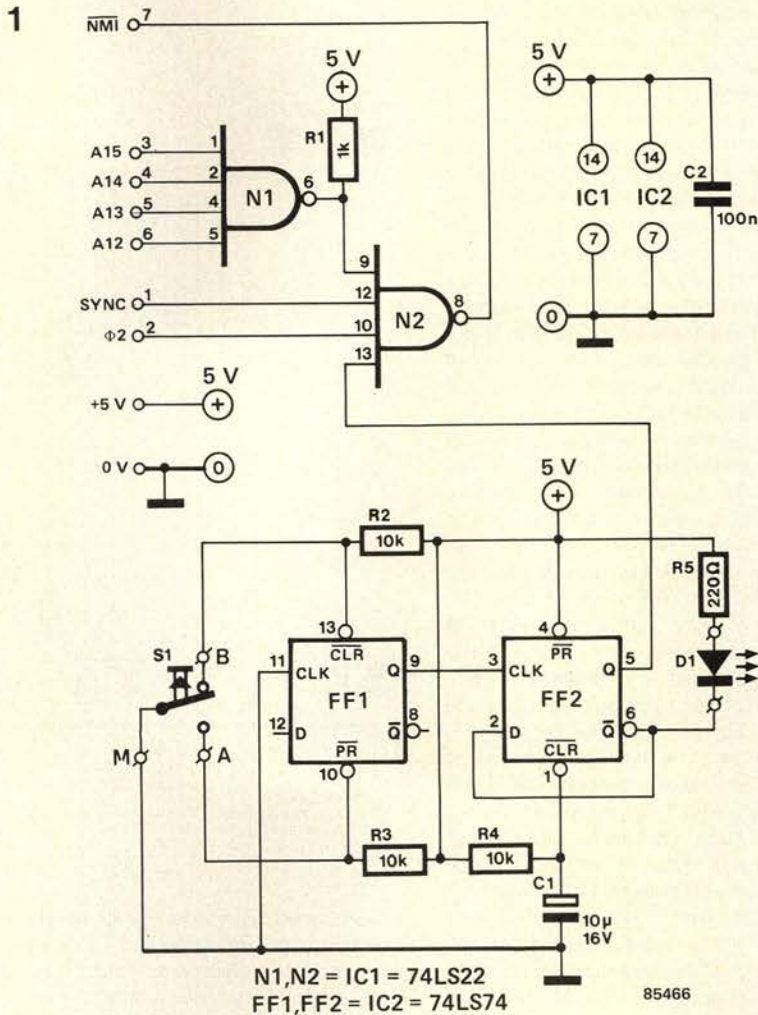 1
NMI 7
5 V
+
R1
1k
A15 3
A14 4
A13 5
A12 6
1
2
4
5
N1
6
SYNC 1
Φ2 2
9
12
10
13
N2
8
5 V
+
14
14
IC1
IC2
7
7
C2
100n
0
+5 V
5 V
+
0 V
0
5 V
+
R2
10k
R5
220Ω
D1
S1
B
M
A
13
CLR
11
CLK
Q
9
FF1
12
D
Q
8
PR
10
4
PR
3
CLK
Q
5
FF2
2
D
Q
6
CLR
1
R3
10k
R4
10k
C1
10µ
16V
N1,N2 = IC1 = 74LS22
FF1,FF2 = IC2 = 74LS74
85466